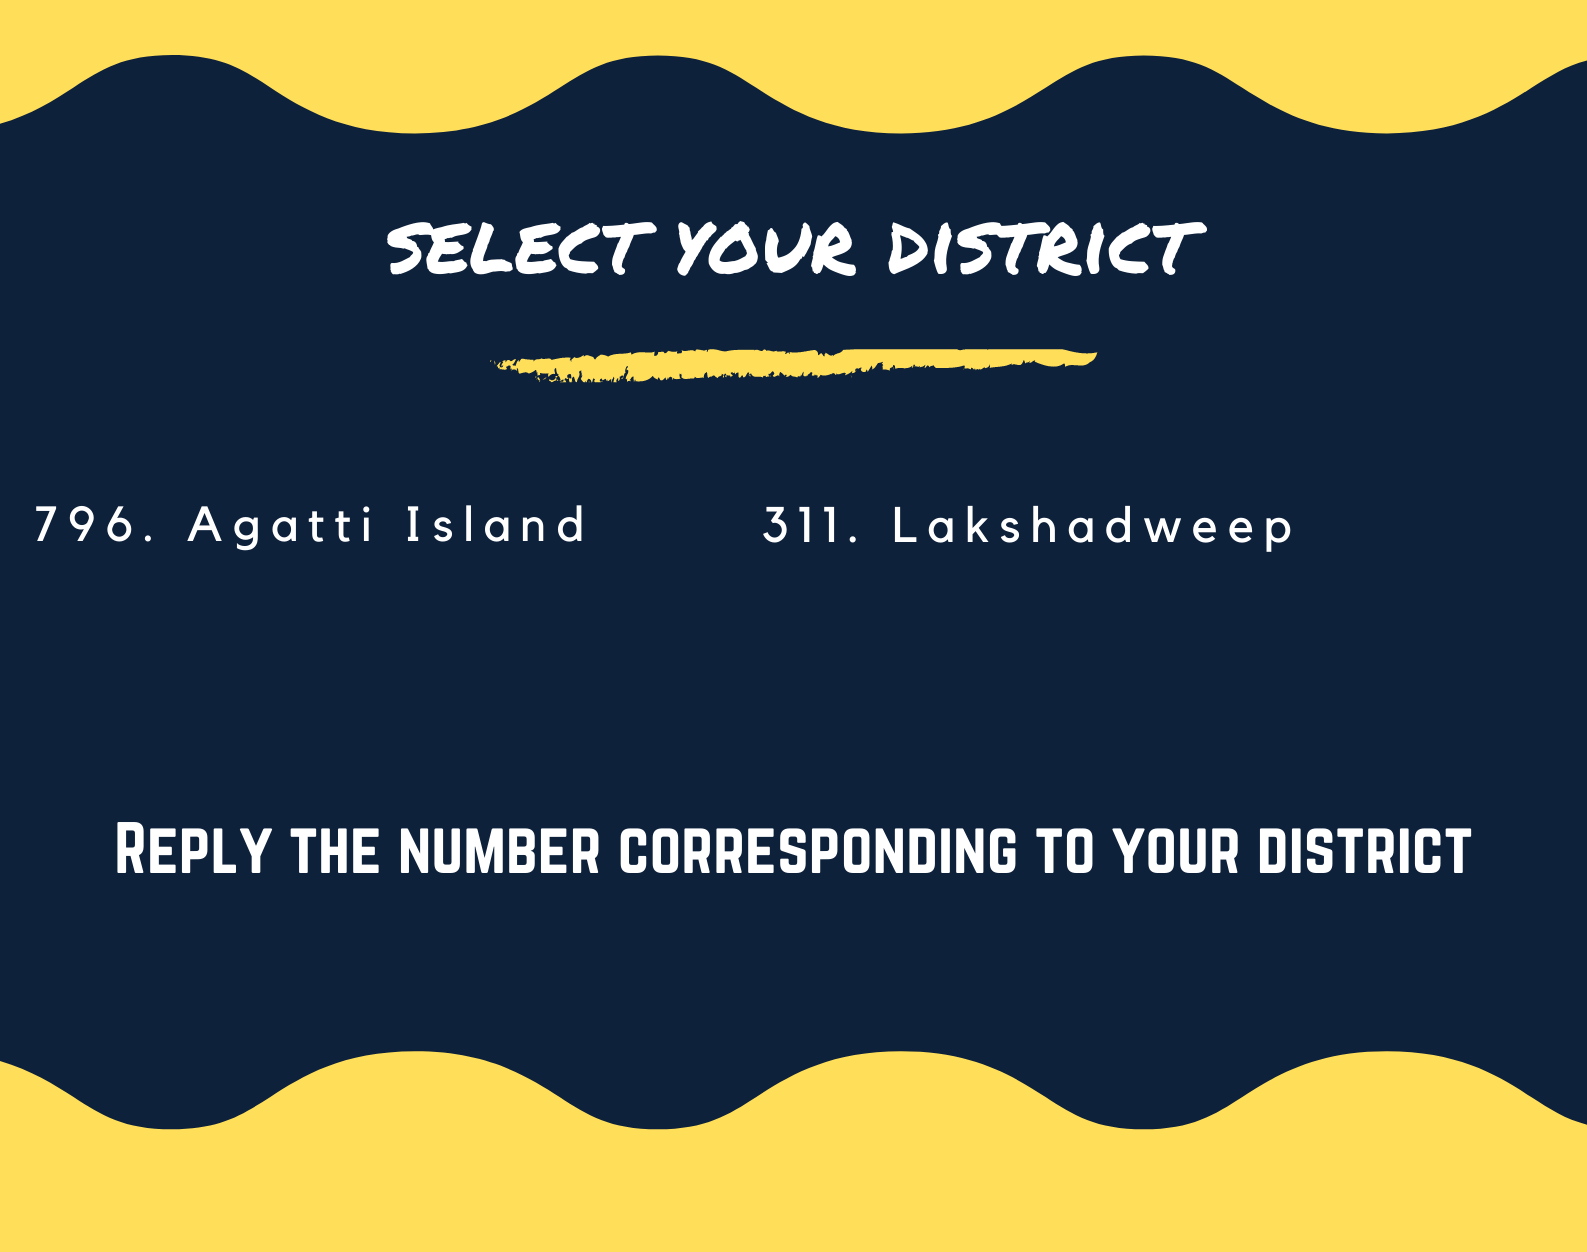 SELECT YOUR DISTRICT
796. Agatti Island 311. Lakshadweep
Reply the number corresponding to your district